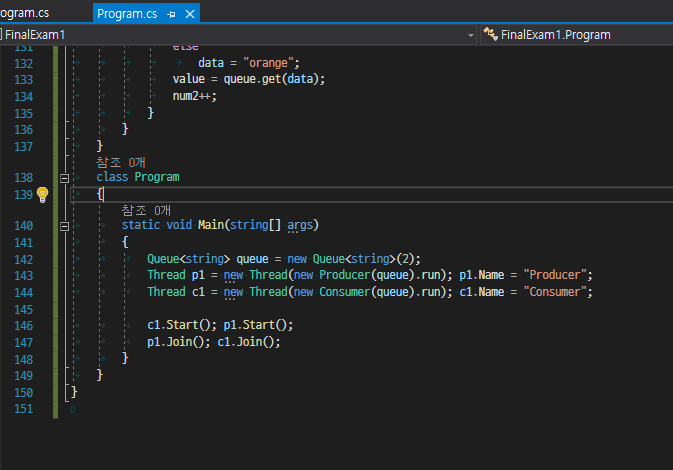 ogram.cs
Program.cs
FinalExam1
FinalExam1.Program
131 else
132 data = "orange";
133 value = queue.get(data);
134 num2++;
135 }
136 }
137 }
참조 0개
138 class Program
139 {
참조 0개
140 static void Main(string[] args)
141 {
142 Queue<string> queue = new Queue<string>(2);
143 Thread p1 = new Thread(new Producer(queue).run); p1.Name = "Producer";
144 Thread c1 = new Thread(new Consumer(queue).run); c1.Name = "Consumer";
145
146 c1.Start(); p1.Start();
147 p1.Join(); c1.Join();
148 }
149 }
150 }
151